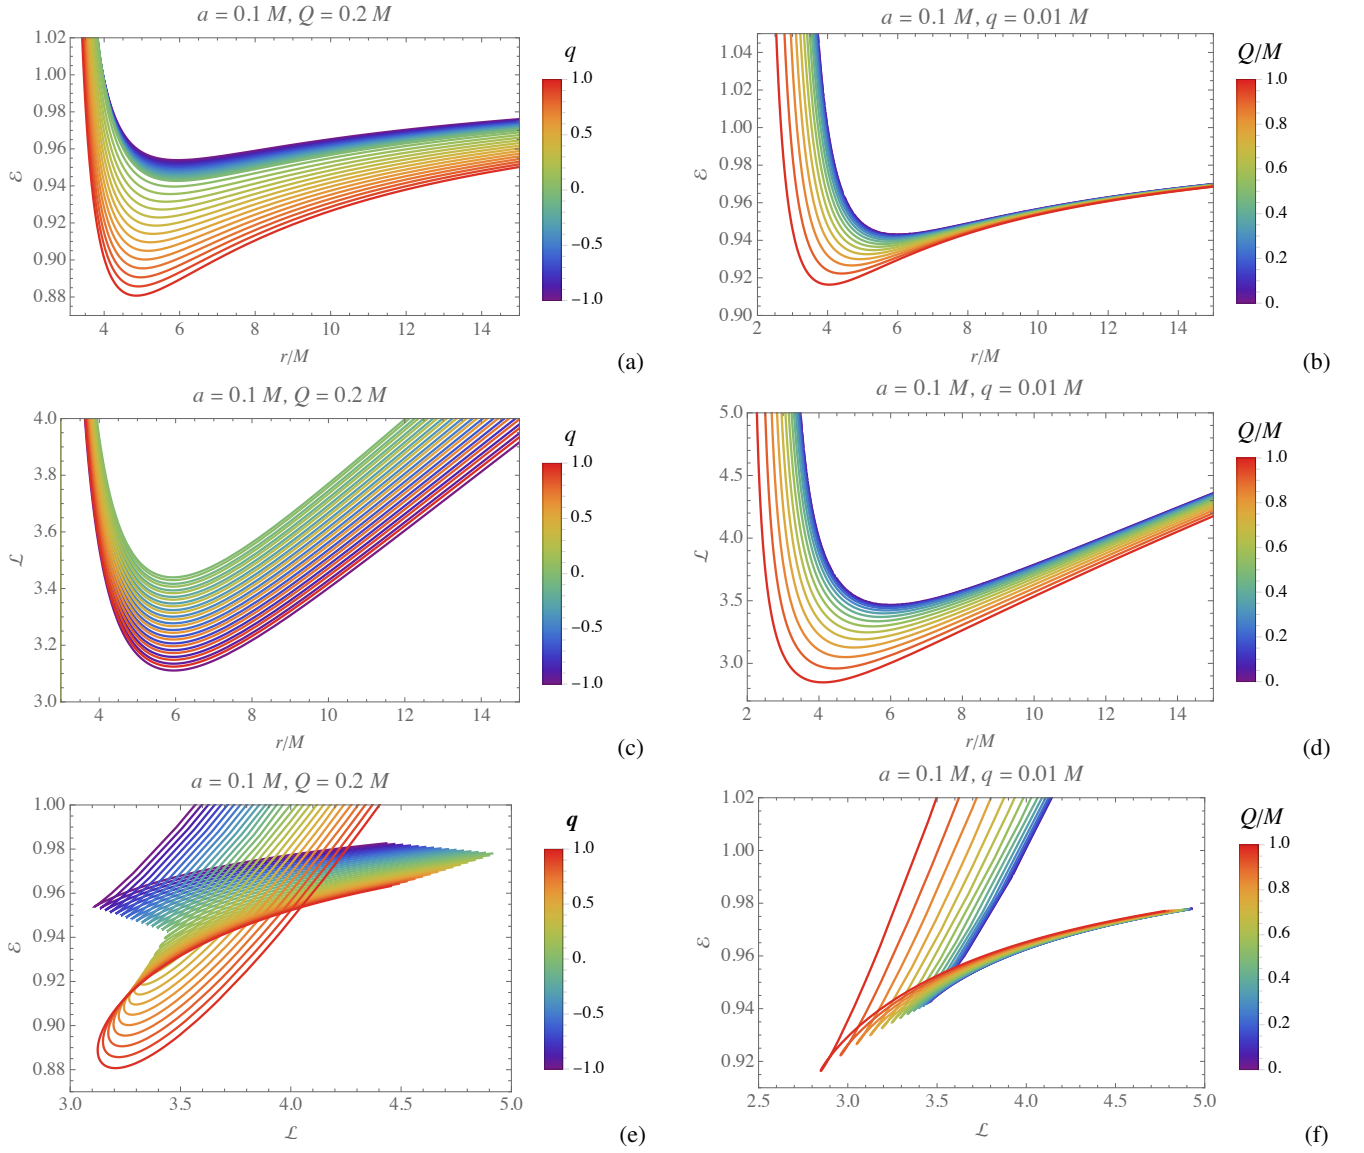 a = 0.1 M, Q = 0.2 M
1.02
1.00
0.98
0.96
0.94
0.92
0.90
0.88
ℰ
4 6 8 10 12 14
r/M
q
1.0
0.5
0
−0.5
−1.0
(a)
a = 0.1 M, q = 0.01 M
1.04
1.02
1.00
0.98
0.96
0.94
0.92
0.90
ℰ
2 4 6 8 10 12 14
r/M
Q/M
1.0
0.8
0.6
0.4
0.2
0.
(b)
a = 0.1 M, Q = 0.2 M
4.0
3.8
3.6
3.4
3.2
3.0
ℒ
4 6 8 10 12 14
r/M
q
1.0
0.5
0
−0.5
−1.0
(c)
a = 0.1 M, q = 0.01 M
5.0
4.5
4.0
3.5
3.0
ℒ
2 4 6 8 10 12 14
r/M
Q/M
1.0
0.8
0.6
0.4
0.2
0.
(d)
a = 0.1 M, Q = 0.2 M
1.00
0.98
0.96
0.94
0.92
0.90
0.88
ℰ
3.0 3.5 4.0 4.5 5.0
ℒ
q
1.0
0.5
0
−0.5
−1.0
(e)
a = 0.1 M, q = 0.01 M
1.02
1.00
0.98
0.96
0.94
0.92
ℰ
2.5 3.0 3.5 4.0 4.5 5.0
ℒ
Q/M
1.0
0.8
0.6
0.4
0.2
0.
(f)